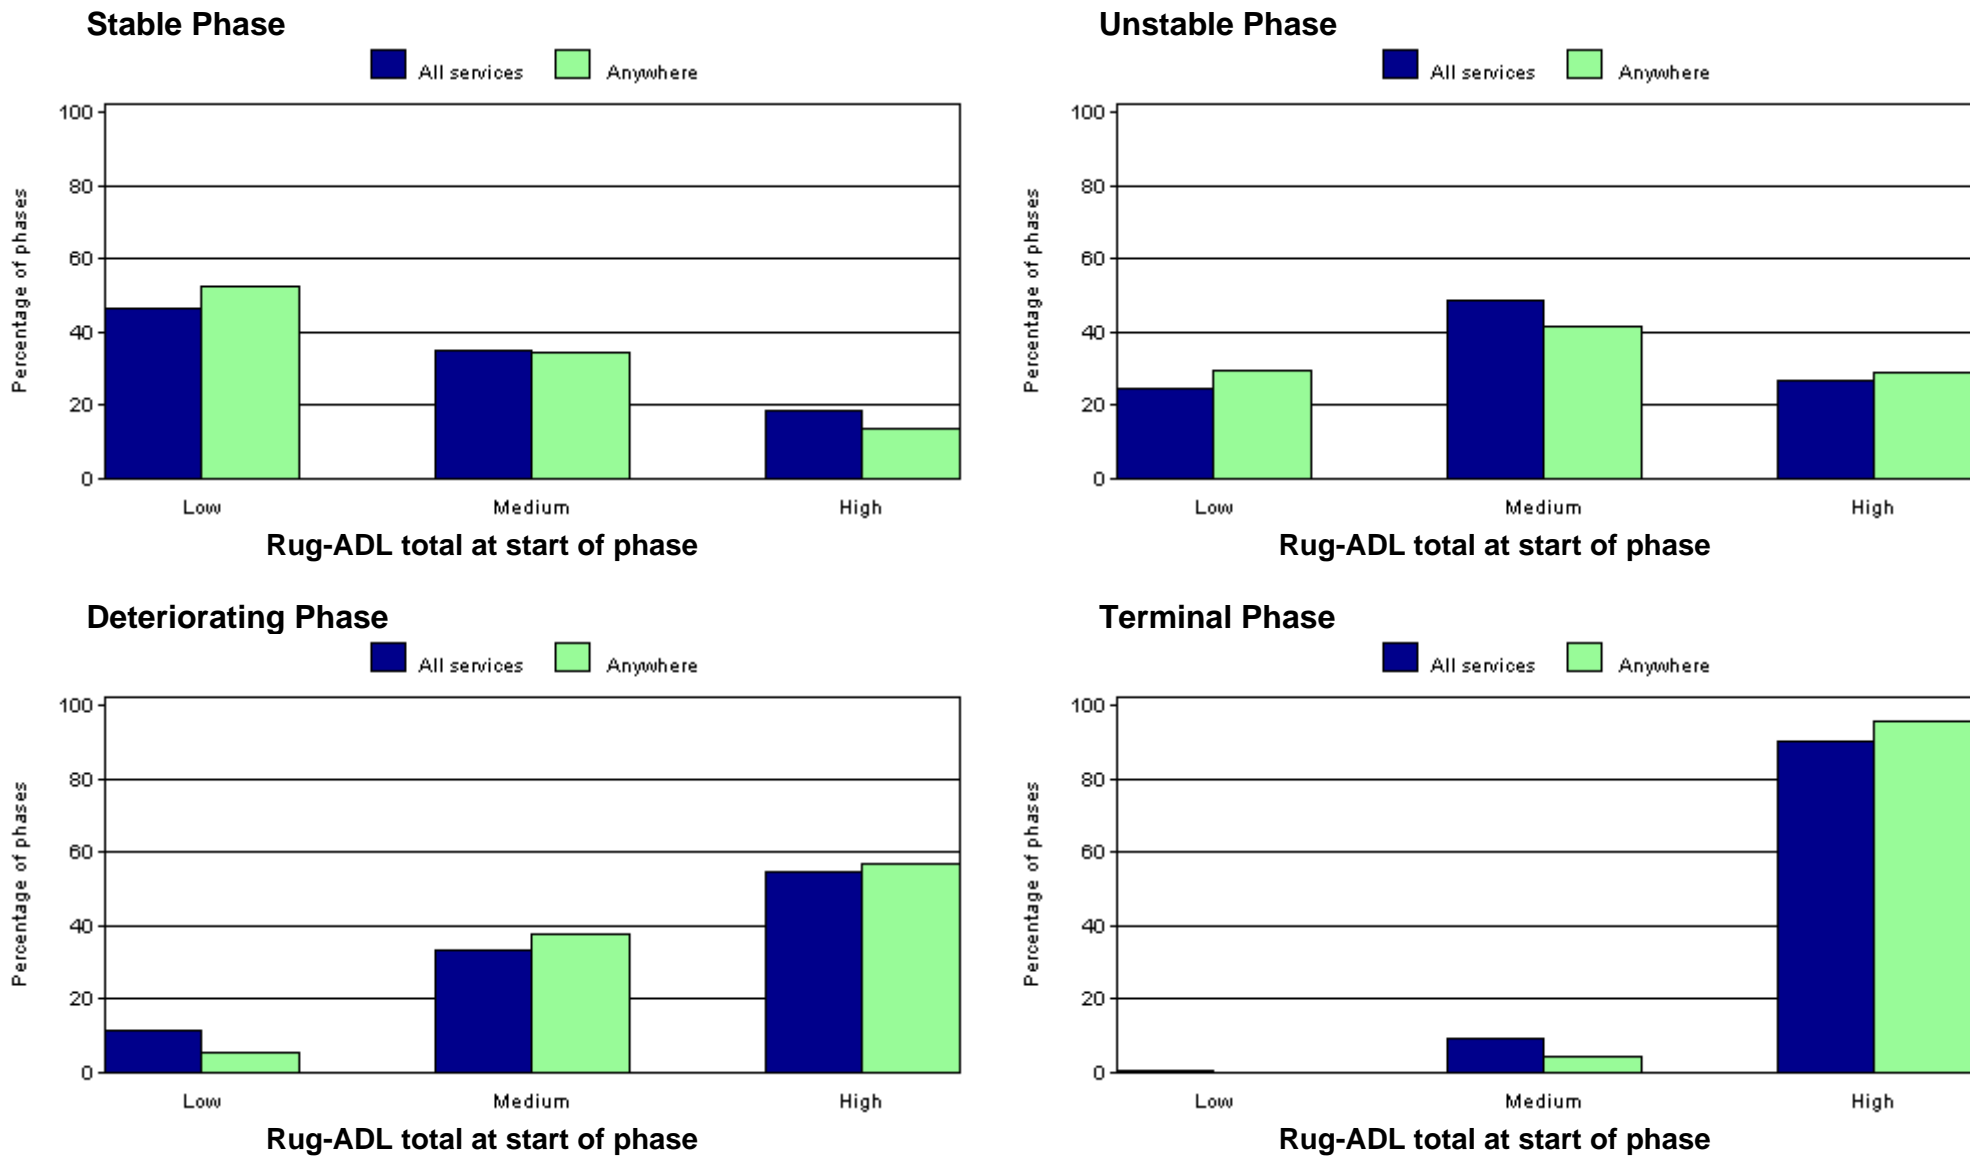 Stable Phase
All services Anywhere
100
80
60
40
20
0
Percentage of phases
Low Medium High
Rug-ADL total at start of phase
Unstable Phase
All services Anywhere
100
80
60
40
20
0
Percentage of phases
Low Medium High
Rug-ADL total at start of phase
Deteriorating Phase
All services Anywhere
100
80
60
40
20
0
Percentage of phases
Low Medium High
Rug-ADL total at start of phase
Terminal Phase
All services Anywhere
100
80
60
40
20
0
Percentage of phases
Low Medium High
Rug-ADL total at start of phase